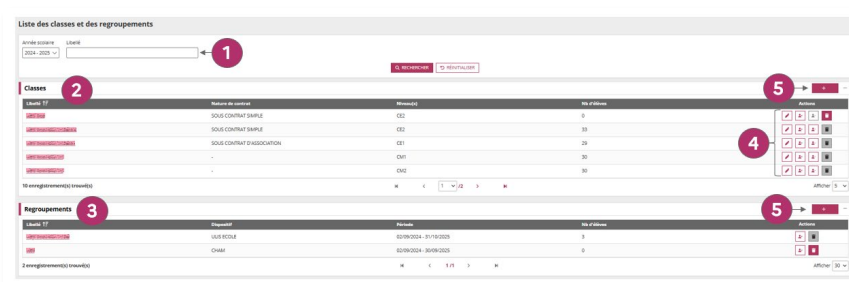 Liste des classes et des regroupements
Année scolaire Libellé
2024 - 2025
1
RECHERCHER RÉINITIALISER
Classes 2 5 +
Libellé Nature de contrat Niveau(x) Nb d'élèves Actions
SOUS CONTRAT SIMPLE CE2 0
SOUS CONTRAT SIMPLE CE2 33
SOUS CONTRAT D'ASSOCIATION CE1 29
4
- CM1 30
- CM2 30
10 enregistrement(s) trouvé(s) 1 /2 Afficher 5
Regroupements 3 5 +
Libellé Dispositif Période Nb d'élèves Actions
ULIS ECOLE 02/09/2024 - 31/10/2025 3
CHAM 02/09/2024 - 30/09/2025 0
2 enregistrement(s) trouvé(s) 1 /1 Afficher 30